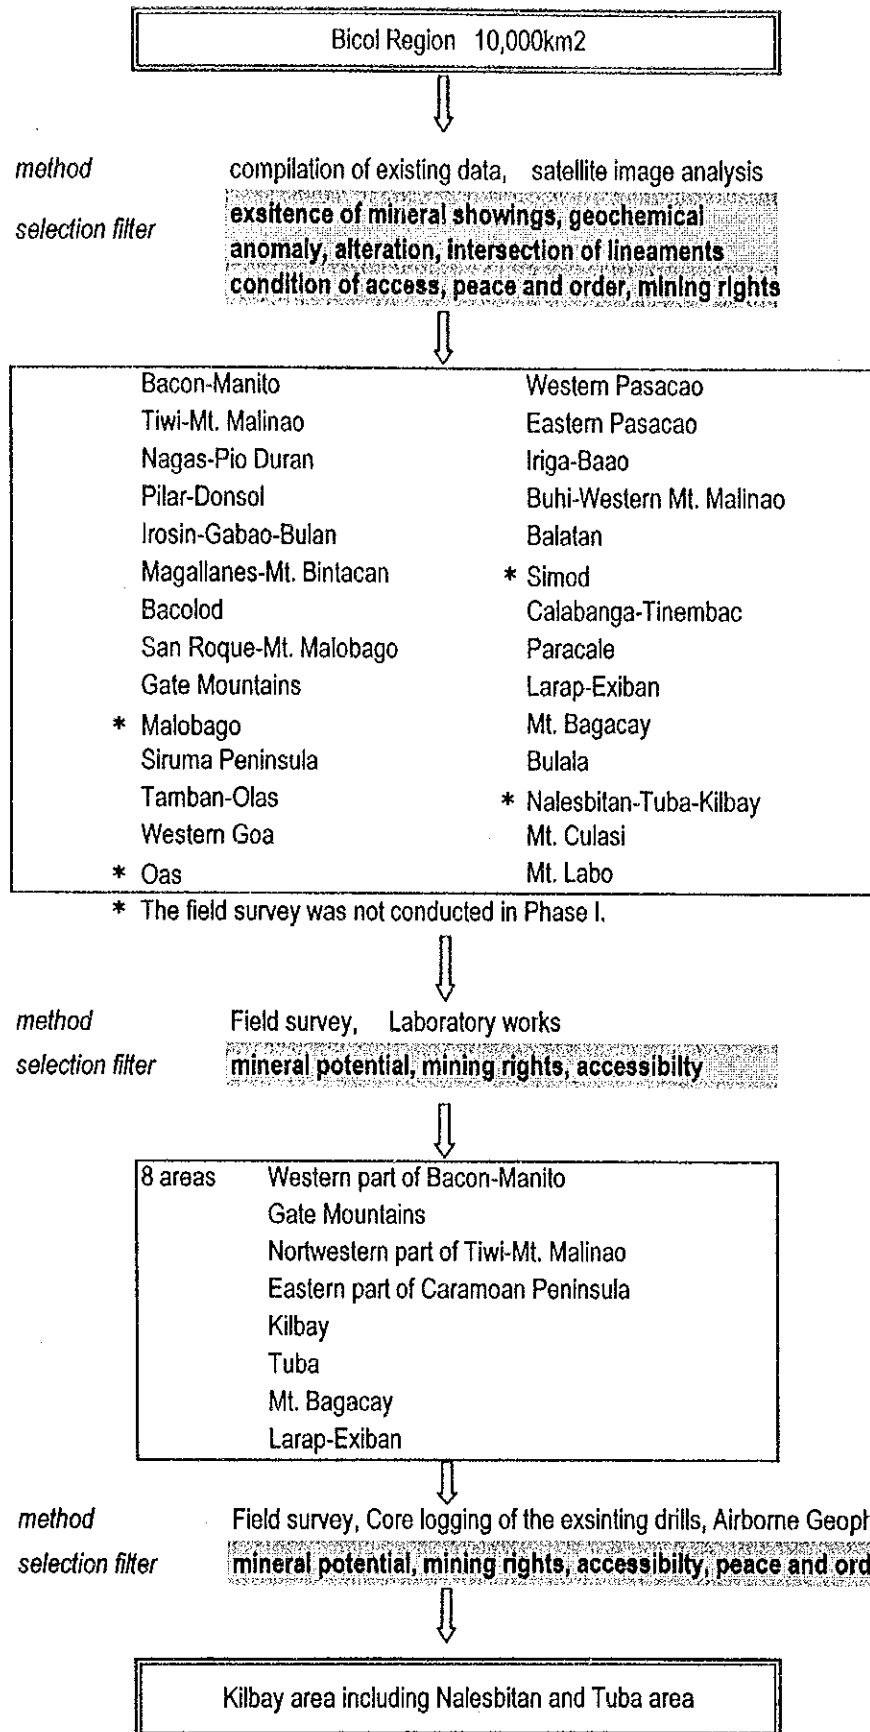 Bicol Region 10,000km2
method compilation of existing data, satellite image analysis
selection filter exsitence of mineral showings, geochemical
anomaly, alteration, intersection of lineaments
condition of access, peace and order, mining rights
Bacon-Manito Western Pasacao
Tiwi-Mt. Malinao Eastern Pasacao
Nagas-Pio Duran Iriga-Baao
Pilar-Donsol Buhi-Western Mt. Malinao
Irosin-Gabao-Bulan Balatan
Magallanes-Mt. Bintacan * Simod
Bacolod Calabanga-Tinembac
San Roque-Mt. Malobago Paracale
Gate Mountains Larap-Exiban
* Malobago Mt. Bagacay
Siruma Peninsula Bulala
Tamban-Olas * Nalesbitan-Tuba-Kilbay
Western Goa Mt. Culasi
* Oas Mt. Labo
* The field survey was not conducted in Phase I.
method Field survey, Laboratory works
selection filter mineral potential, mining rights, accessibilty
8 areas Western part of Bacon-Manito
Gate Mountains
Nortwestern part of Tiwi-Mt. Malinao
Eastern part of Caramoan Peninsula
Kilbay
Tuba
Mt. Bagacay
Larap-Exiban
method Field survey, Core logging of the exsinting drills, Airborne Geoph
selection filter mineral potential, mining rights, accessibilty, peace and ord
Kilbay area including Nalesbitan and Tuba area